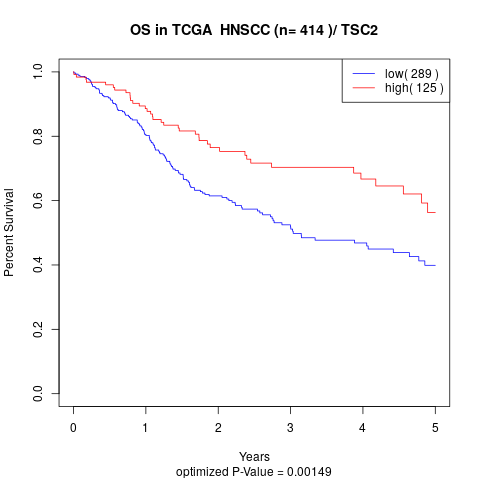 OS in TCGA HNSCC (n= 414 )/ TSC2
low( 289 )
high( 125 )
Percent Survival
1.0
0.8
0.6
0.4
0.2
0.0
0 1 2 3 4 5
Years
optimized P-Value = 0.00149